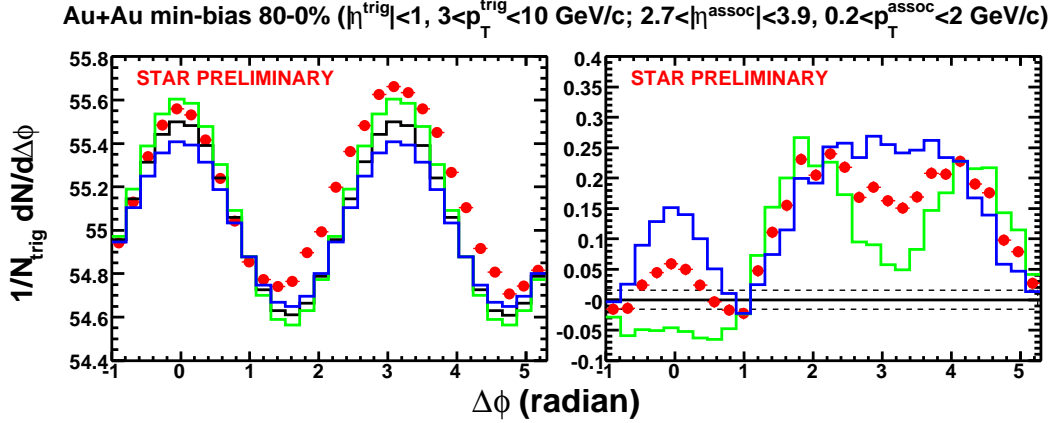 Au+Au min-bias 80-0% (|η^trig|<1, 3<p_T^trig<10 GeV/c; 2.7<|η^assoc|<3.9, 0.2<p_T^assoc<2 GeV/c)
STAR PRELIMINARY
STAR PRELIMINARY
1/N_trig dN/dΔϕ
55.8
55.6
55.4
55.2
55
54.8
54.6
54.4
-1 0 1 2 3 4 5
0.4
0.35
0.3
0.25
0.2
0.15
0.1
0.05
-0
-0.05
-0.1
-1 0 1 2 3 4 5
Δϕ (radian)